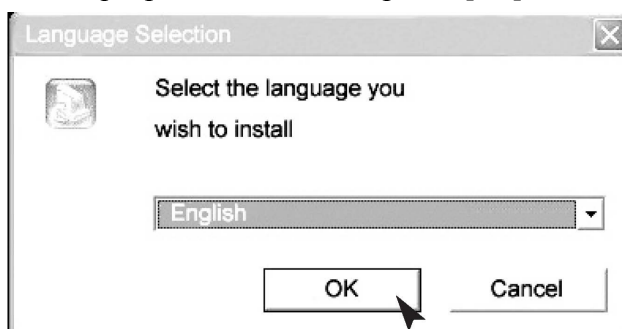 Language Selection
Select the language you
wish to install
English
OK
Cancel